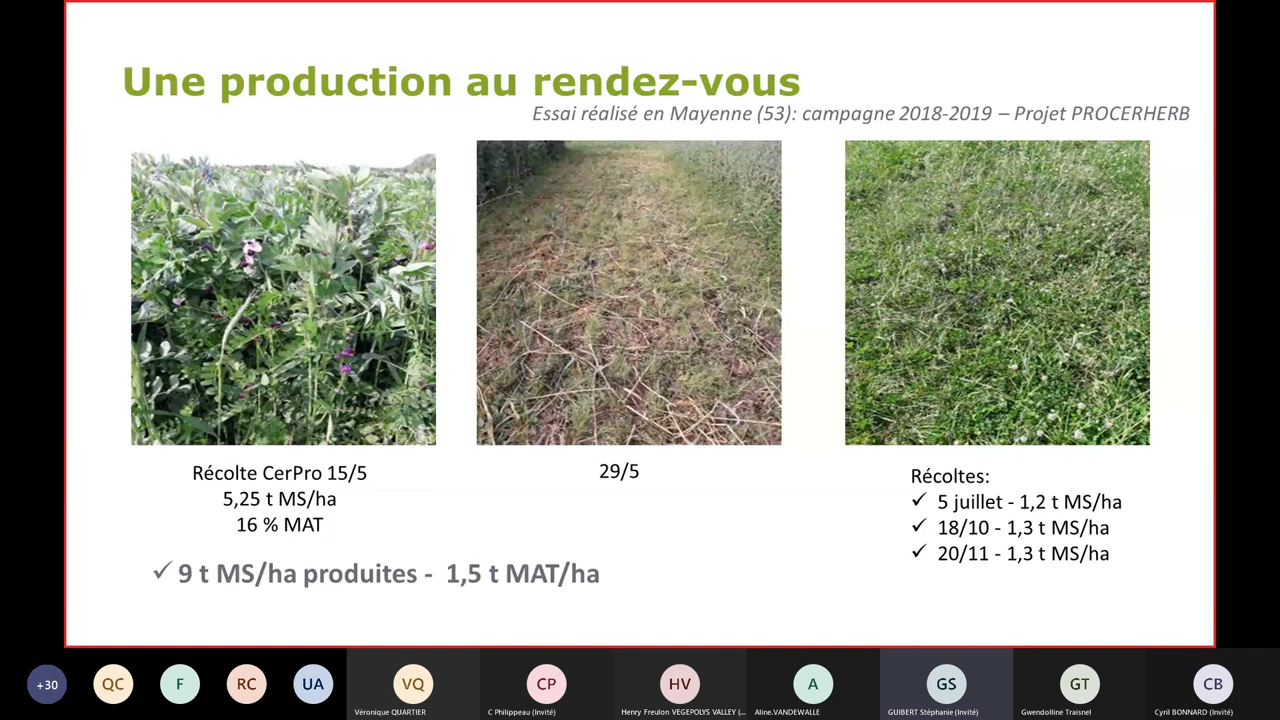 Une production au rendez-vous
Essai réalisé en Mayenne (53): campagne 2018-2019 – Projet PROCERHERB
Récolte CerPro 15/5
5,25 t MS/ha
16 % MAT
29/5
Récoltes:
✓ 5 juillet - 1,2 t MS/ha
✓ 18/10 - 1,3 t MS/ha
✓ 20/11 - 1,3 t MS/ha
✓ 9 t MS/ha produites - 1,5 t MAT/ha
+30
QC
F
RC
UA
VQ
CP
HV
A
GS
GT
CB
Véronique QUARTIER
C Philippeau (Invité)
Henry Freulon VEGEPOLYS VALLEY (...
Aline.VANDEWALLE
GUIBERT Stéphanie (Invité)
Gwendolline Traisnel
Cyril BONNARD (Invité)